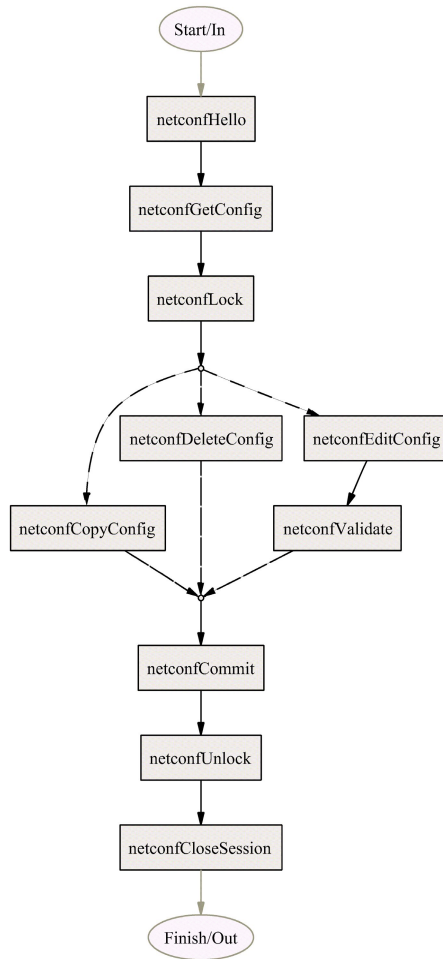 Start/In
netconfHello
netconfGetConfig
netconfLock
netconfDeleteConfig
netconfEditConfig
netconfCopyConfig
netconfValidate
netconfCommit
netconfUnlock
netconfCloseSession
Finish/Out